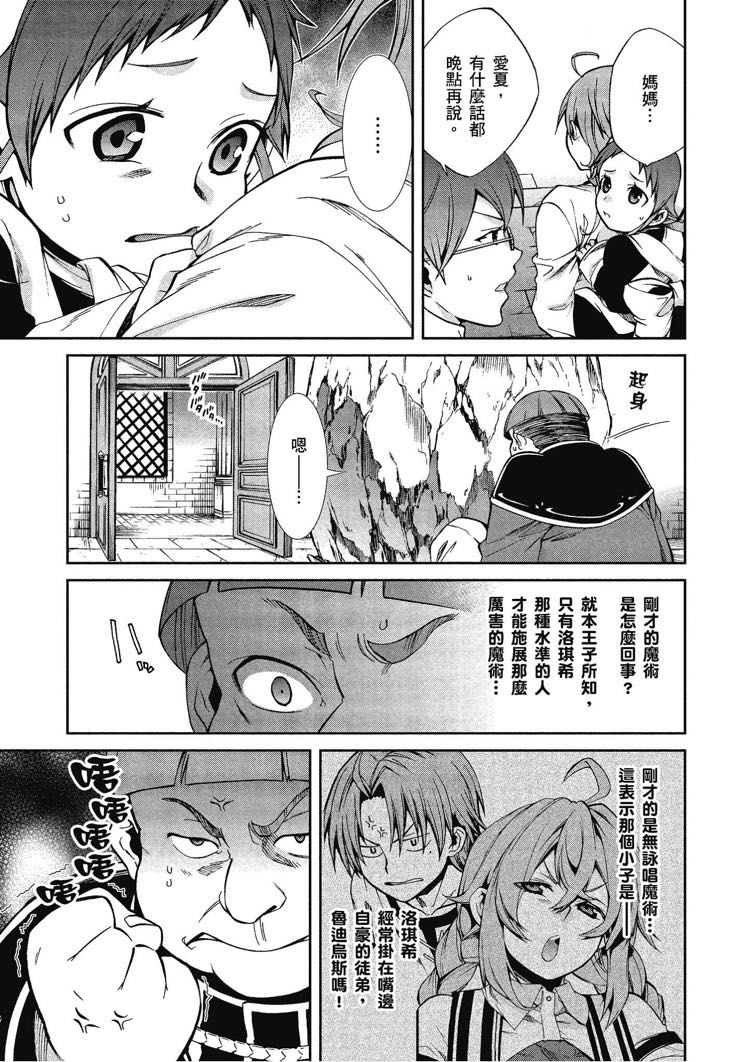 媽媽…
愛夏，
有什麼話都
晚點再說。
……
起身
嗯——…
剛才的魔術
是怎麼回事？
就本王子所知，
只有洛琪希
那種水準的人
才能施展那麼
厲害的魔術…
剛才的是無詠唱魔術…
這表示那個小子是——
洛琪希
經常掛在嘴邊
自豪的徒弟，
魯迪烏斯嗎！
唔
唔
唔
唔
唔